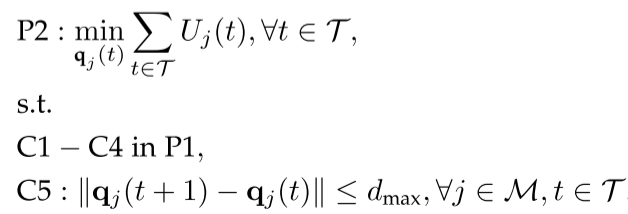 P2 : min_{𝐪_j(t)} ∑_{t∈𝒯} U_j(t), ∀t ∈ 𝒯,
s.t.
C1 − C4 in P1,
C5 : ‖𝐪_j(t + 1) − 𝐪_j(t)‖ ≤ d_max, ∀j ∈ ℳ, t ∈ 𝒯